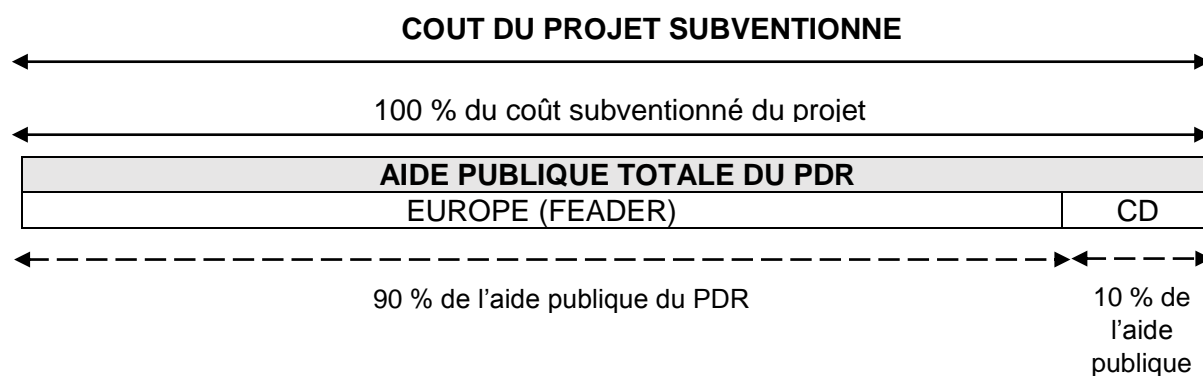 COUT DU PROJET SUBVENTIONNE
100 % du coût subventionné du projet
AIDE PUBLIQUE TOTALE DU PDR
EUROPE (FEADER) CD
90 % de l’aide publique du PDR
10 % de
l’aide
publique